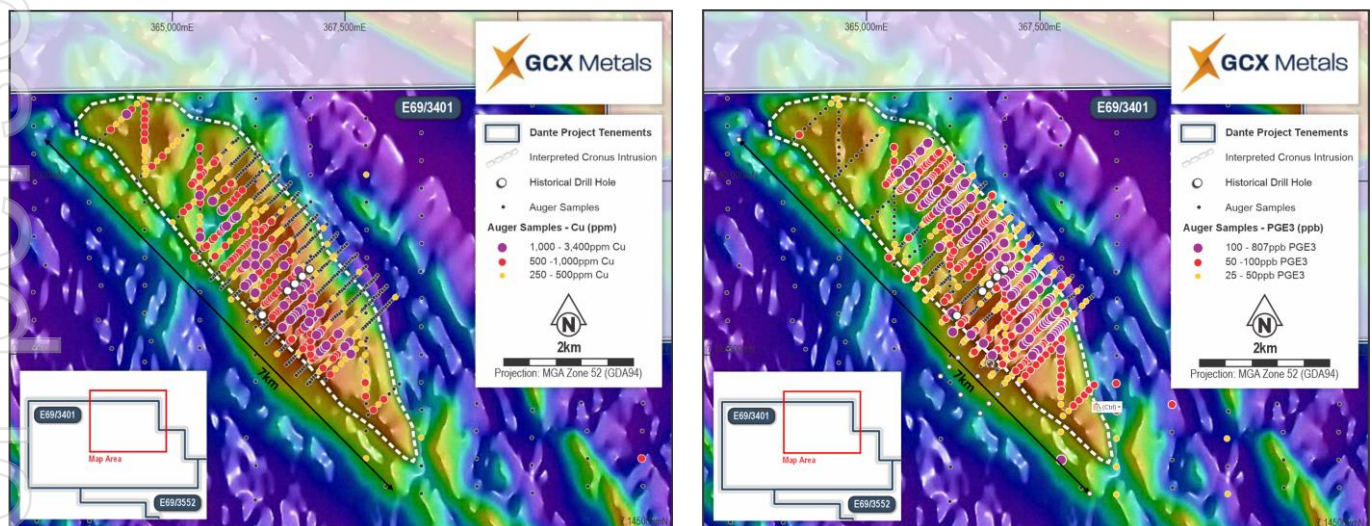 365,000mE
367,500mE
GCX Metals
E69/3401
Dante Project Tenements
Interpreted Cronus Intrusion
Historical Drill Hole
Auger Samples
Auger Samples - Cu (ppm)
1,000 - 3,400ppm Cu
500 -1,000ppm Cu
250 - 500ppm Cu
N
2km
Projection: MGA Zone 52 (GDA94)
7km
E69/3401
Map Area
E69/3552
365,000mE
367,500mE
GCX Metals
E69/3401
Dante Project Tenements
Interpreted Cronus Intrusion
Historical Drill Hole
Auger Samples
Auger Samples - PGE3 (ppb)
100 - 807ppb PGE3
50 -100ppb PGE3
25 - 50ppb PGE3
N
2km
Projection: MGA Zone 52 (GDA94)
7km
(Ctrl)
E69/3401
Map Area
E69/3552